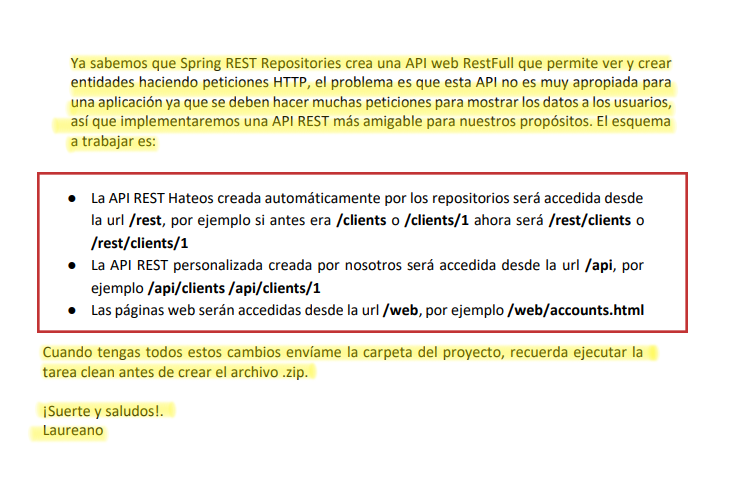 Ya sabemos que Spring REST Repositories crea una API web RestFull que permite ver y crear
entidades haciendo peticiones HTTP, el problema es que esta API no es muy apropiada para
una aplicación ya que se deben hacer muchas peticiones para mostrar los datos a los usuarios,
así que implementaremos una API REST más amigable para nuestros propósitos. El esquema
a trabajar es:
● La API REST Hateos creada automáticamente por los repositorios será accedida desde
la url /rest, por ejemplo si antes era /clients o /clients/1 ahora será /rest/clients o
/rest/clients/1
● La API REST personalizada creada por nosotros será accedida desde la url /api, por
ejemplo /api/clients /api/clients/1
● Las páginas web serán accedidas desde la url /web, por ejemplo /web/accounts.html
Cuando tengas todos estos cambios envíame la carpeta del proyecto, recuerda ejecutar la
tarea clean antes de crear el archivo .zip.
¡Suerte y saludos!.
Laureano